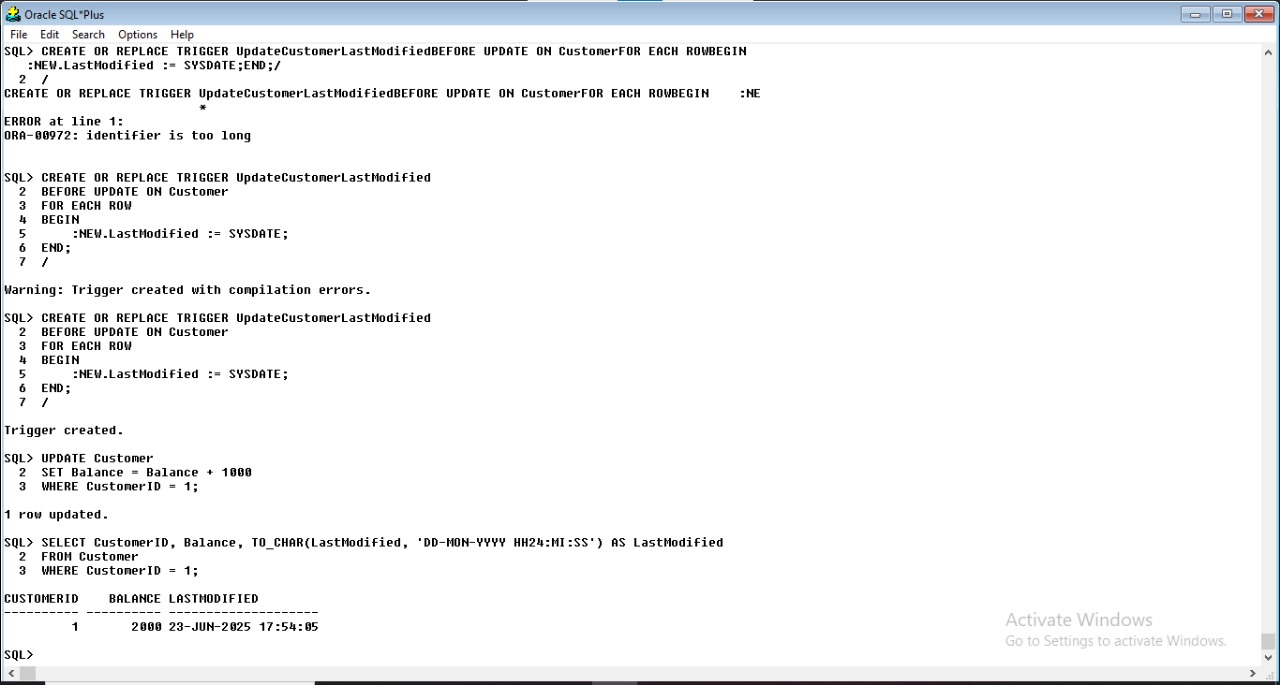 Oracle SQL*Plus
File Edit Search Options Help
SQL> CREATE OR REPLACE TRIGGER UpdateCustomerLastModifiedBEFORE UPDATE ON CustomerFOR EACH ROWBEGIN
   :NEW.LastModified := SYSDATE;END;/
  2  /
CREATE OR REPLACE TRIGGER UpdateCustomerLastModifiedBEFORE UPDATE ON CustomerFOR EACH ROWBEGIN    :NE
                          *
ERROR at line 1:
ORA-00972: identifier is too long
SQL> CREATE OR REPLACE TRIGGER UpdateCustomerLastModified
  2  BEFORE UPDATE ON Customer
  3  FOR EACH ROW
  4  BEGIN
  5      :NEW.LastModified := SYSDATE;
  6  END;
  7  /
Warning: Trigger created with compilation errors.
SQL> CREATE OR REPLACE TRIGGER UpdateCustomerLastModified
  2  BEFORE UPDATE ON Customer
  3  FOR EACH ROW
  4  BEGIN
  5      :NEW.LastModified := SYSDATE;
  6  END;
  7  /
Trigger created.
SQL> UPDATE Customer
  2  SET Balance = Balance + 1000
  3  WHERE CustomerID = 1;
1 row updated.
SQL> SELECT CustomerID, Balance, TO_CHAR(LastModified, 'DD-MON-YYYY HH24:MI:SS') AS LastModified
  2  FROM Customer
  3  WHERE CustomerID = 1;
CUSTOMERID    BALANCE LASTMODIFIED
---------- ---------- --------------------
         1       2000 23-JUN-2025 17:54:05
SQL>
Activate Windows
Go to Settings to activate Windows.